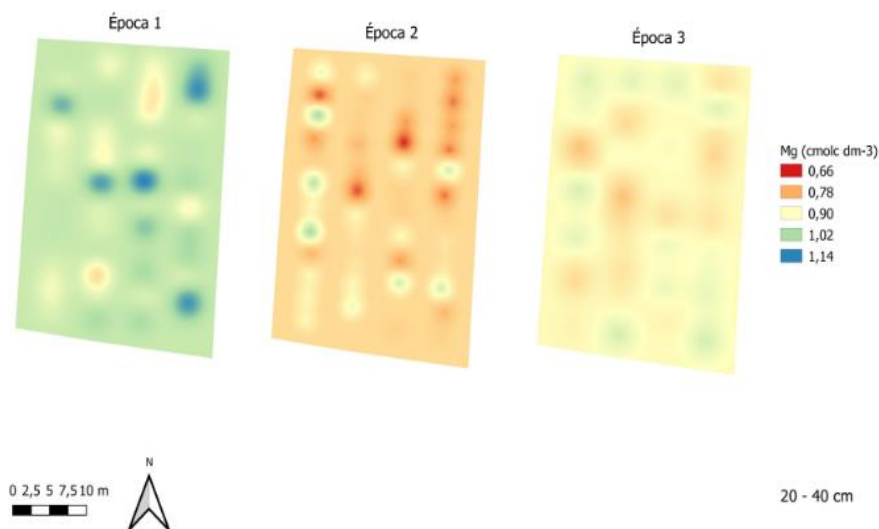 Época 1
Época 2
Época 3
Mg (cmolc dm-3)
0,66
0,78
0,90
1,02
1,14
N
0 2,5 5 7,5 10 m
20 - 40 cm